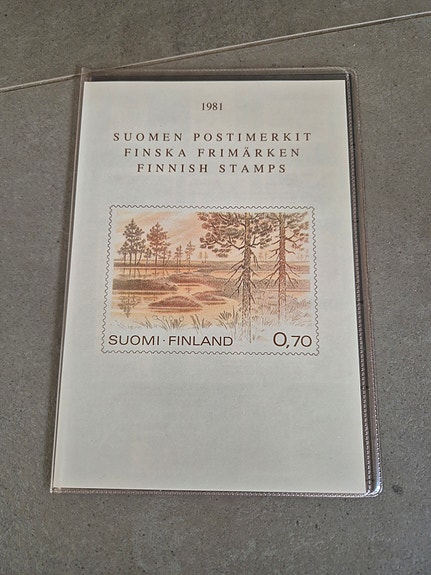 1981
SUOMEN POSTIMERKIT
FINSKA FRIMÄRKEN
FINNISH STAMPS
SUOMI·FINLAND 0,70